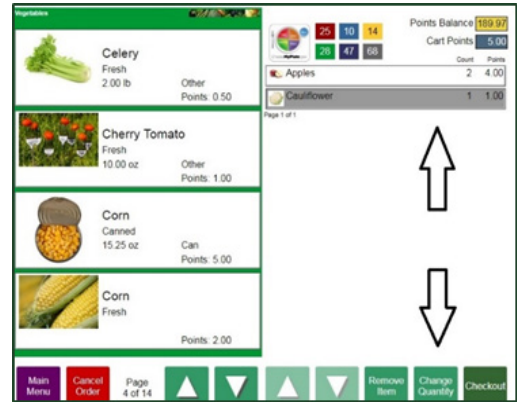 Vegetables
Celery
Fresh
2.00 lb Other
Points: 0.50
Cherry Tomato
Fresh
10.00 oz Other
Points: 1.00
Corn
Canned
15.25 oz Can
Points: 5.00
Corn
Fresh
Points: 2.00
25 10 14
28 47 68
Points Balance 189.97
Cart Points 5.00
Count Points
Apples 2 4.00
Cauliflower 1 1.00
Page 1 of 1
Main Menu
Cancel Order
Page 4 of 14
Remove Item
Change Quantity
Checkout